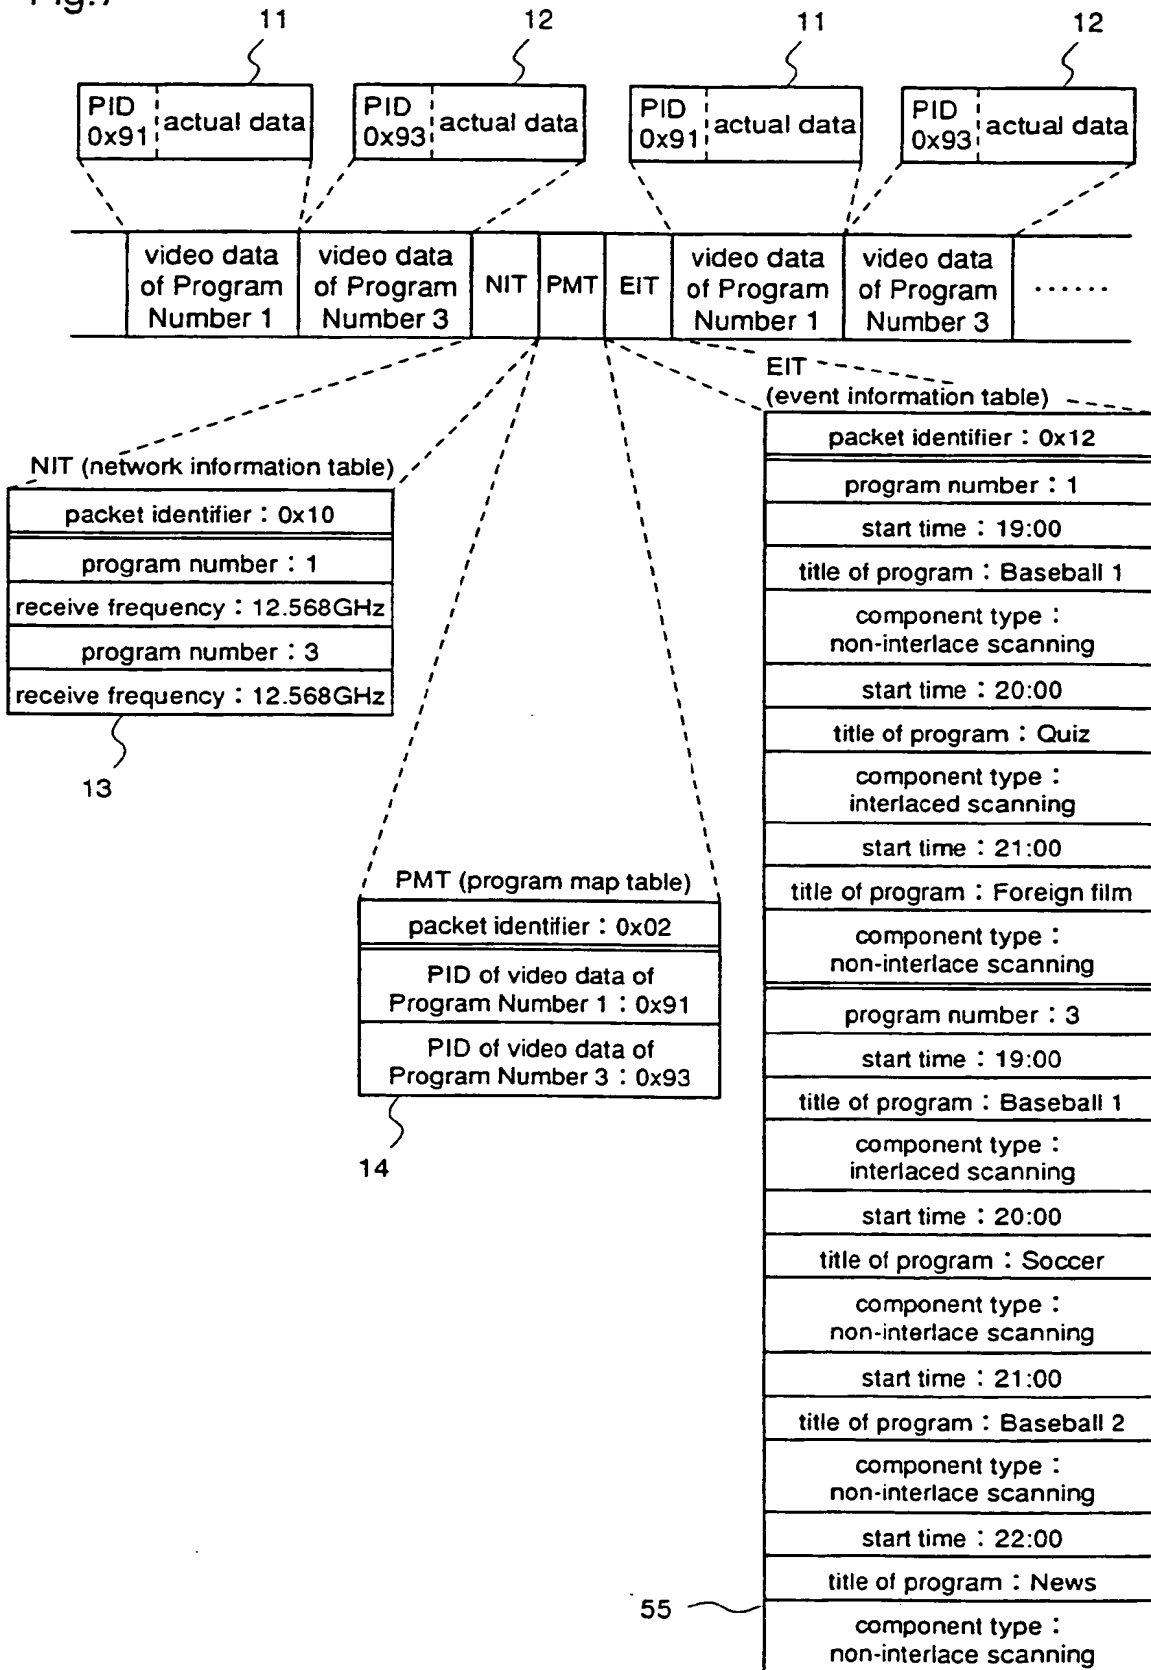 11
12
11
12
PID
0x91
actual data
PID
0x93
actual data
PID
0x91
actual data
PID
0x93
actual data
video data
of Program
Number 1
video data
of Program
Number 3
NIT
PMT
EIT
video data
of Program
Number 1
video data
of Program
Number 3
......
NIT (network information table)
packet identifier : 0x10
program number : 1
receive frequency : 12.568GHz
program number : 3
receive frequency : 12.568GHz
13
PMT (program map table)
packet identifier : 0x02
PID of video data of
Program Number 1 : 0x91
PID of video data of
Program Number 3 : 0x93
14
EIT
(event information table)
packet identifier : 0x12
program number : 1
start time : 19:00
title of program : Baseball 1
component type :
non-interlace scanning
start time : 20:00
title of program : Quiz
component type :
interlaced scanning
start time : 21:00
title of program : Foreign film
component type :
non-interlace scanning
program number : 3
start time : 19:00
title of program : Baseball 1
component type :
interlaced scanning
start time : 20:00
title of program : Soccer
component type :
non-interlace scanning
start time : 21:00
title of program : Baseball 2
component type :
non-interlace scanning
start time : 22:00
title of program : News
component type :
non-interlace scanning
55